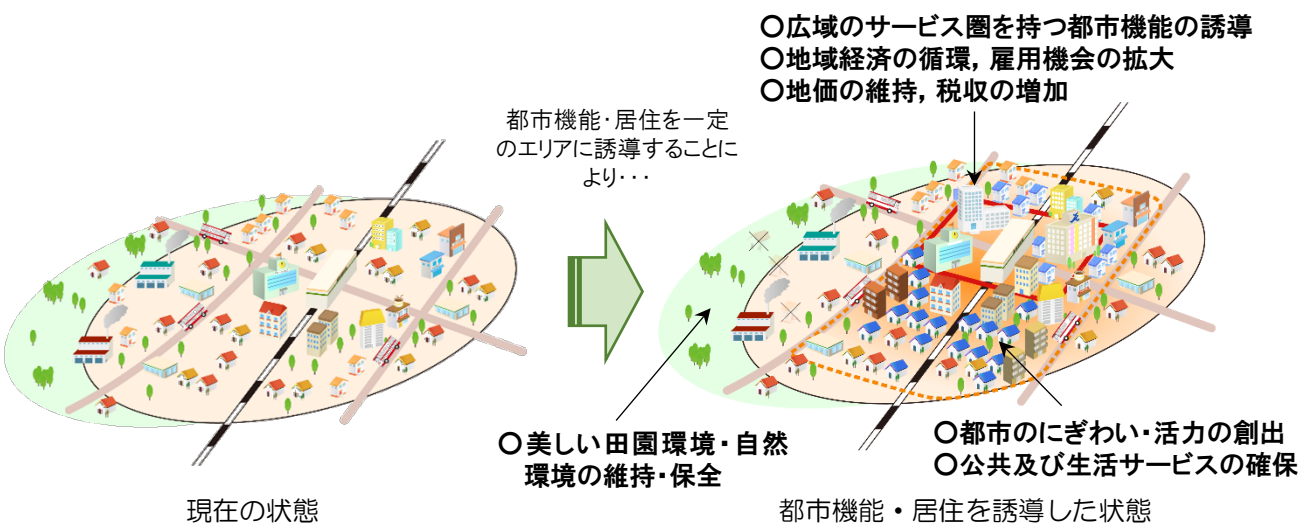 〇広域のサービス圏を持つ都市機能の誘導
〇地域経済の循環，雇用機会の拡大
〇地価の維持，税収の増加
都市機能・居住を一定
のエリアに誘導することに
より・・・
〇美しい田園環境・自然
環境の維持・保全
〇都市のにぎわい・活力の創出
〇公共及び生活サービスの確保
現在の状態
都市機能・居住を誘導した状態